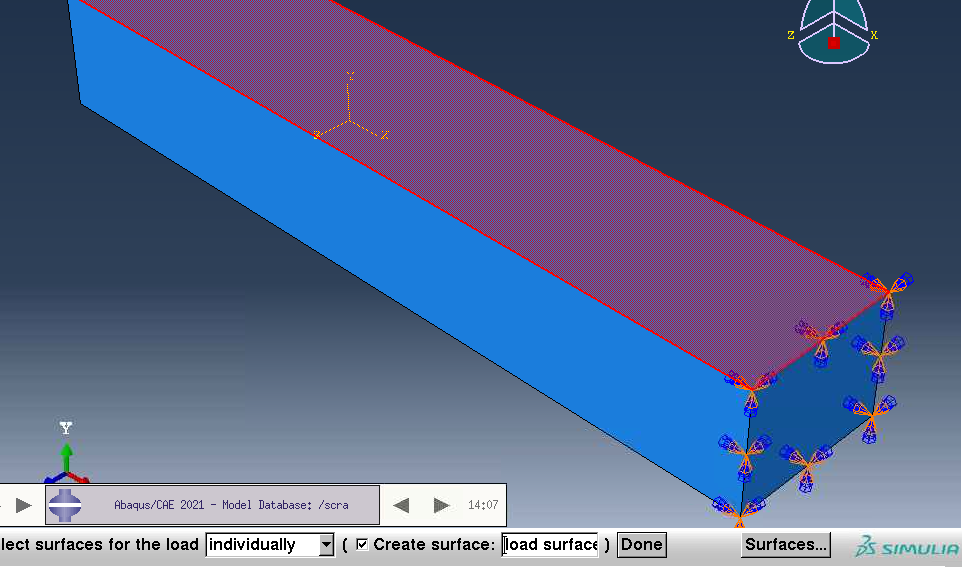 Z X
Y
Z X
Y
Abaqus/CAE 2021 - Model Database: /scra 14:07
lect surfaces for the load individually ( Create surface: load surface ) Done Surfaces... SIMULIA